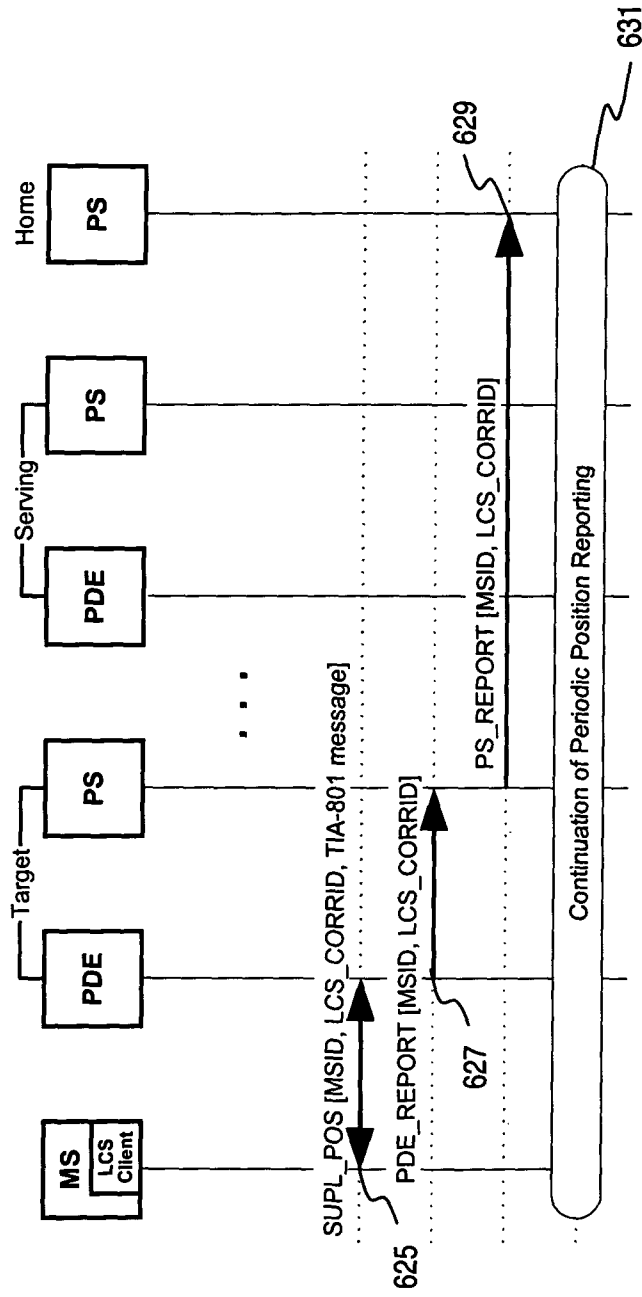 Target
Serving
Home
MS
LCS
Client
PDE
PS
PDE
PS
PS
. . .
SUPL_POS [MSID, LCS_CORRID, TIA-801 message]
625
PDE_REPORT [MSID, LCS_CORRID]
627
PS_REPORT [MSID, LCS_CORRID]
629
Continuation of Periodic Position Reporting
631